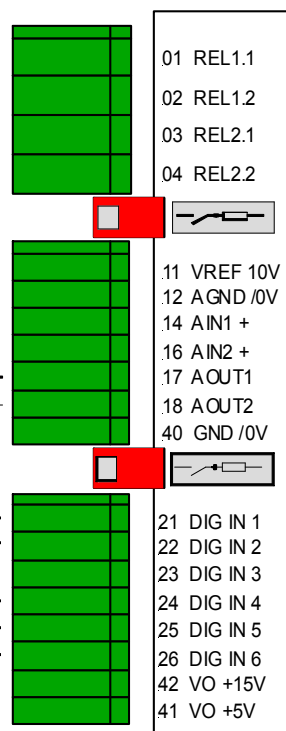 01 REL1.1
02 REL1.2
03 REL2.1
04 REL2.2
11 VREF 10V
12 AGND /0V
14 AIN1 +
16 AIN2 +
17 AOUT1
18 AOUT2
40 GND /0V
21 DIG IN 1
22 DIG IN 2
23 DIG IN 3
24 DIG IN 4
25 DIG IN 5
26 DIG IN 6
42 VO +15V
41 VO +5V